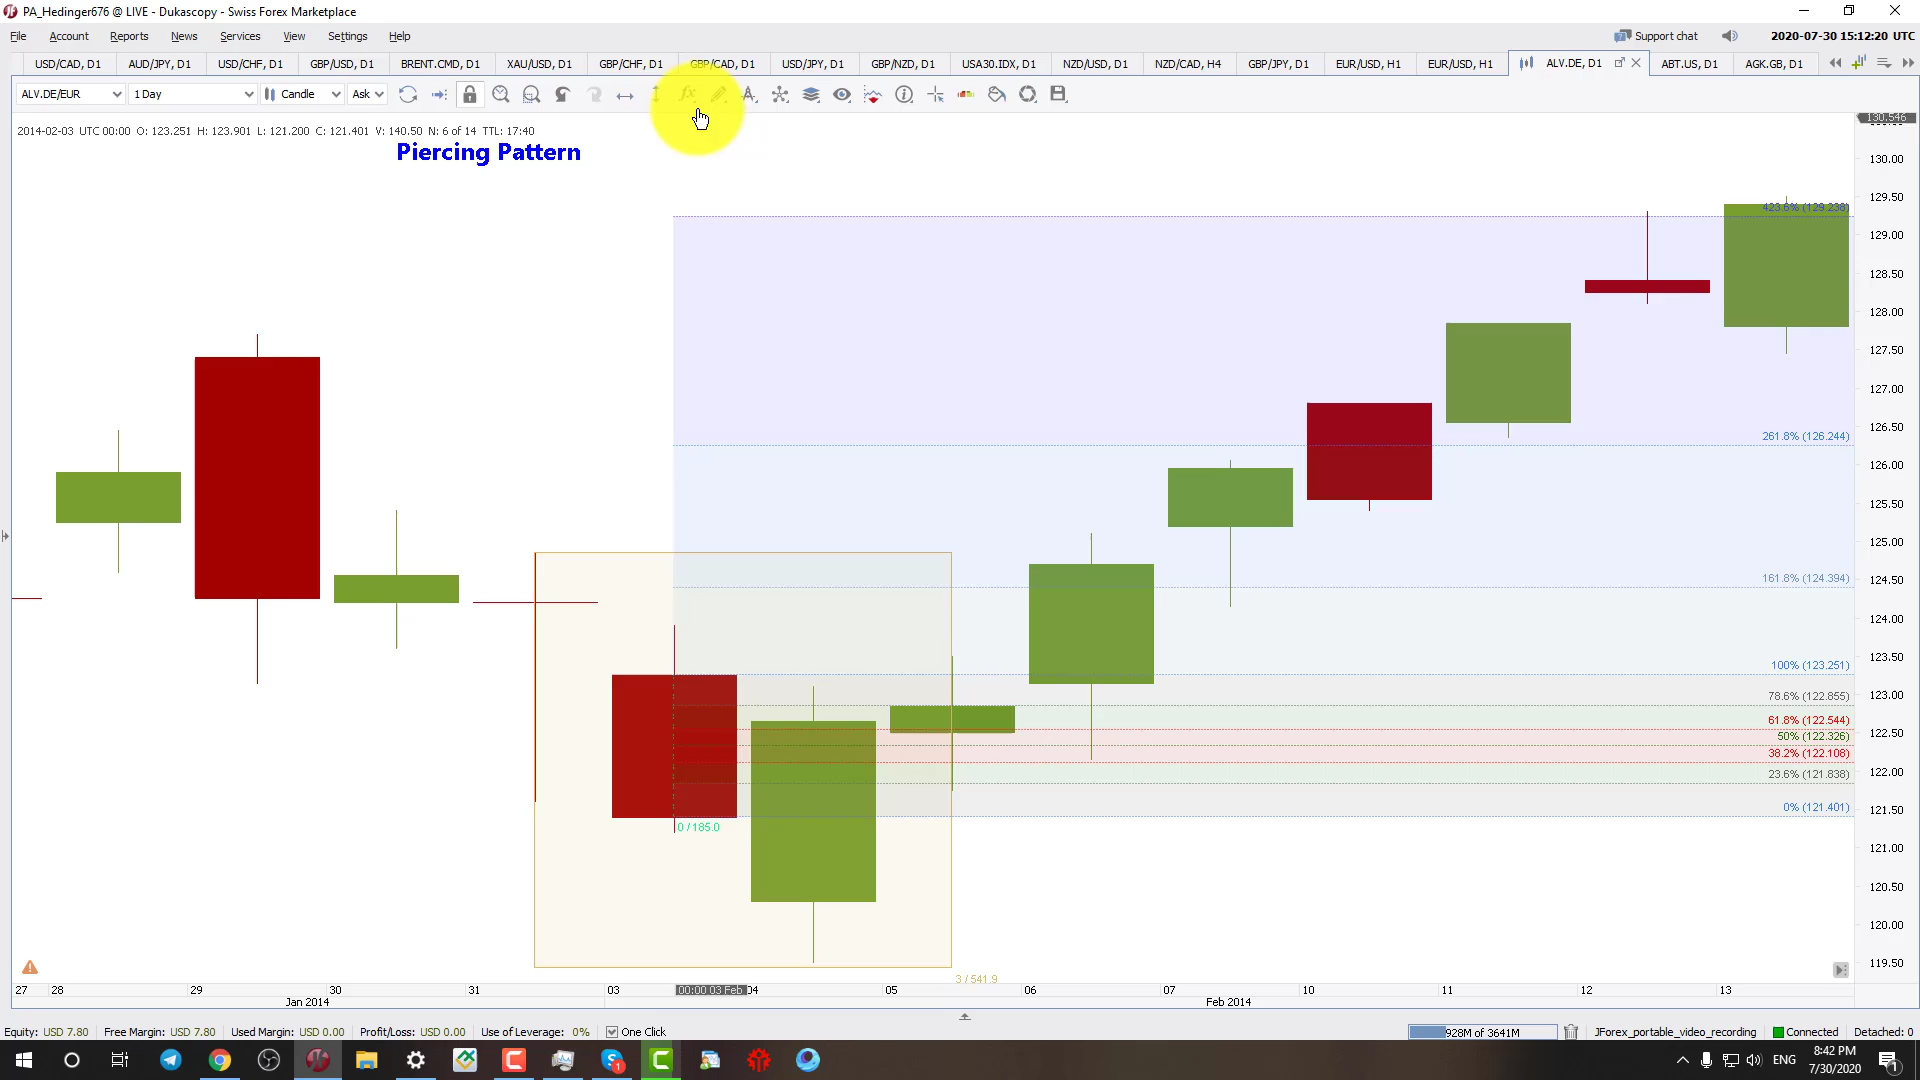 PA_Hedinger676 @ LIVE - Dukascopy - Swiss Forex Marketplace
File Account Reports News Services View Settings Help Support chat 2020-07-30 15:12:20 UTC
USD/CAD, D1 AUD/JPY, D1 USD/CHF, D1 GBP/USD, D1 BRENT.CMD, D1 XAU/USD, D1 GBP/CHF, D1 GBP/CAD, D1 USD/JPY, D1 GBP/NZD, D1 USA30.IDX, D1 NZD/USD, D1 NZD/CAD, H4 GBP/JPY, D1 EUR/USD, H1 EUR/USD, H1 ALV.DE, D1 ABT.US, D1 AGK.GB, D1
ALV.DE/EUR 1 Day Candle Ask
2014-02-03 UTC 00:00 O: 123.251 H: 123.901 L: 121.200 C: 121.401 V: 140.50 N: 6 of 14 TTL: 17:40
Piercing Pattern
130.546
130.00
129.50
423.6% (129.238)
129.00
128.50
128.00
127.50
127.00
126.50
261.8% (126.244)
126.00
125.50
125.00
124.50
161.8% (124.394)
124.00
123.50
100% (123.251)
123.00
78.6% (122.855)
61.8% (122.544)
122.50
50% (122.326)
38.2% (122.108)
122.00
23.6% (121.838)
121.50
0% (121.401)
0 / 185.0
121.00
120.50
120.00
119.50
3 / 541.9
27 28 29 30 31 03 00:00 03 Feb 04 05 06 07 10 11 12 13
Jan 2014 Feb 2014
Equity: USD 7.80 Free Margin: USD 7.80 Used Margin: USD 0.00 Profit/Loss: USD 0.00 Use of Leverage: 0% One Click 928M of 3641M JForex_portable_video_recording Connected Detached: 0
ENG 8:42 PM
7/30/2020